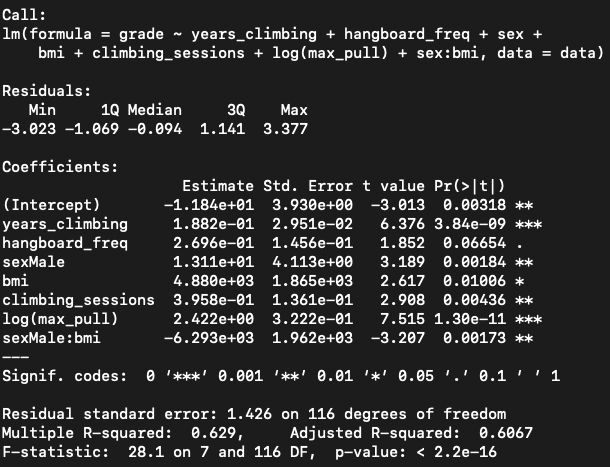 Call:
lm(formula = grade ~ years_climbing + hangboard_freq + sex +
    bmi + climbing_sessions + log(max_pull) + sex:bmi, data = data)

Residuals:
   Min     1Q Median     3Q    Max
-3.023 -1.069 -0.094  1.141  3.377

Coefficients:
                    Estimate Std. Error t value Pr(>|t|)
(Intercept)       -1.184e+01  3.930e+00  -3.013  0.00318 **
years_climbing     1.882e-01  2.951e-02   6.376 3.84e-09 ***
hangboard_freq     2.696e-01  1.456e-01   1.852  0.06654 .
sexMale            1.311e+01  4.113e+00   3.189  0.00184 **
bmi                4.880e+03  1.865e+03   2.617  0.01006 *
climbing_sessions  3.958e-01  1.361e-01   2.908  0.00436 **
log(max_pull)      2.422e+00  3.222e-01   7.515 1.30e-11 ***
sexMale:bmi       -6.293e+03  1.962e+03  -3.207  0.00173 **
---
Signif. codes:  0 '***' 0.001 '**' 0.01 '*' 0.05 '.' 0.1 ' ' 1

Residual standard error: 1.426 on 116 degrees of freedom
Multiple R-squared:  0.629,	Adjusted R-squared:  0.6067
F-statistic:  28.1 on 7 and 116 DF,  p-value: < 2.2e-16